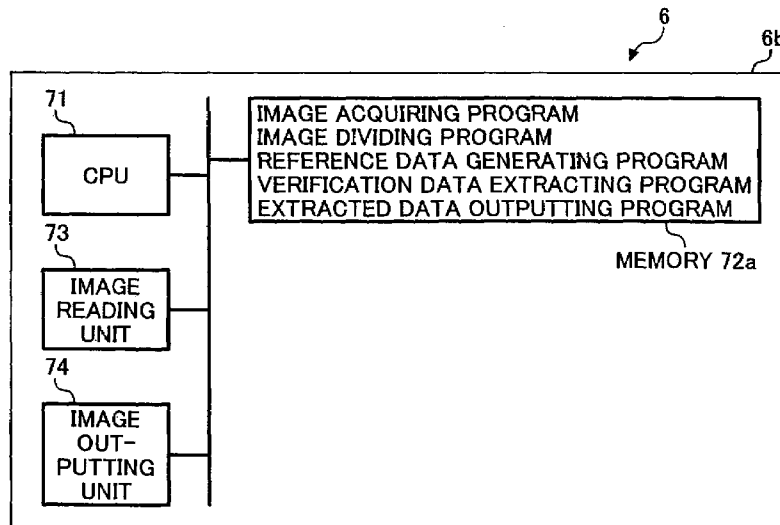 6
6b
71
CPU
IMAGE ACQUIRING PROGRAM
IMAGE DIVIDING PROGRAM
REFERENCE DATA GENERATING PROGRAM
VERIFICATION DATA EXTRACTING PROGRAM
EXTRACTED DATA OUTPUTTING PROGRAM
MEMORY 72a
73
IMAGE
READING
UNIT
74
IMAGE
OUT-
PUTTING
UNIT